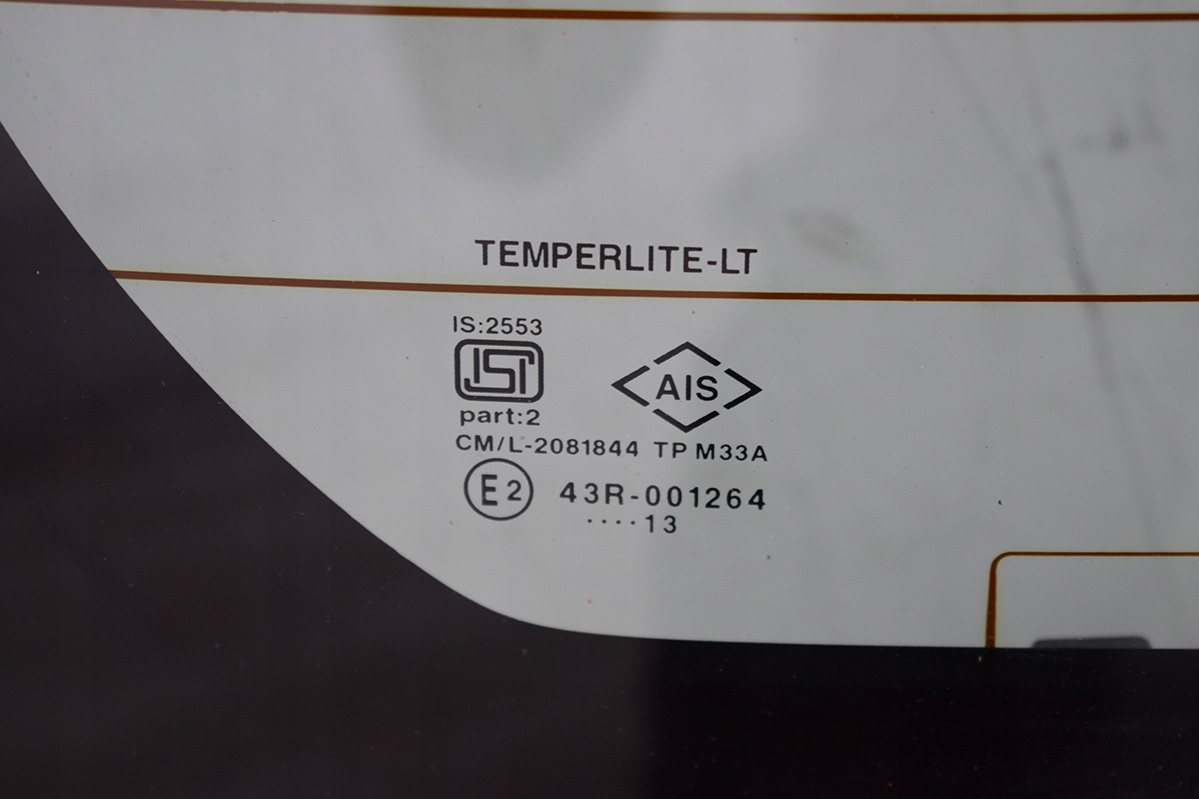 TEMPERLITE-LT
IS:2553
ISI
AIS
part:2
CM/L-2081844 TP M33A
E2 43R-001264
····13